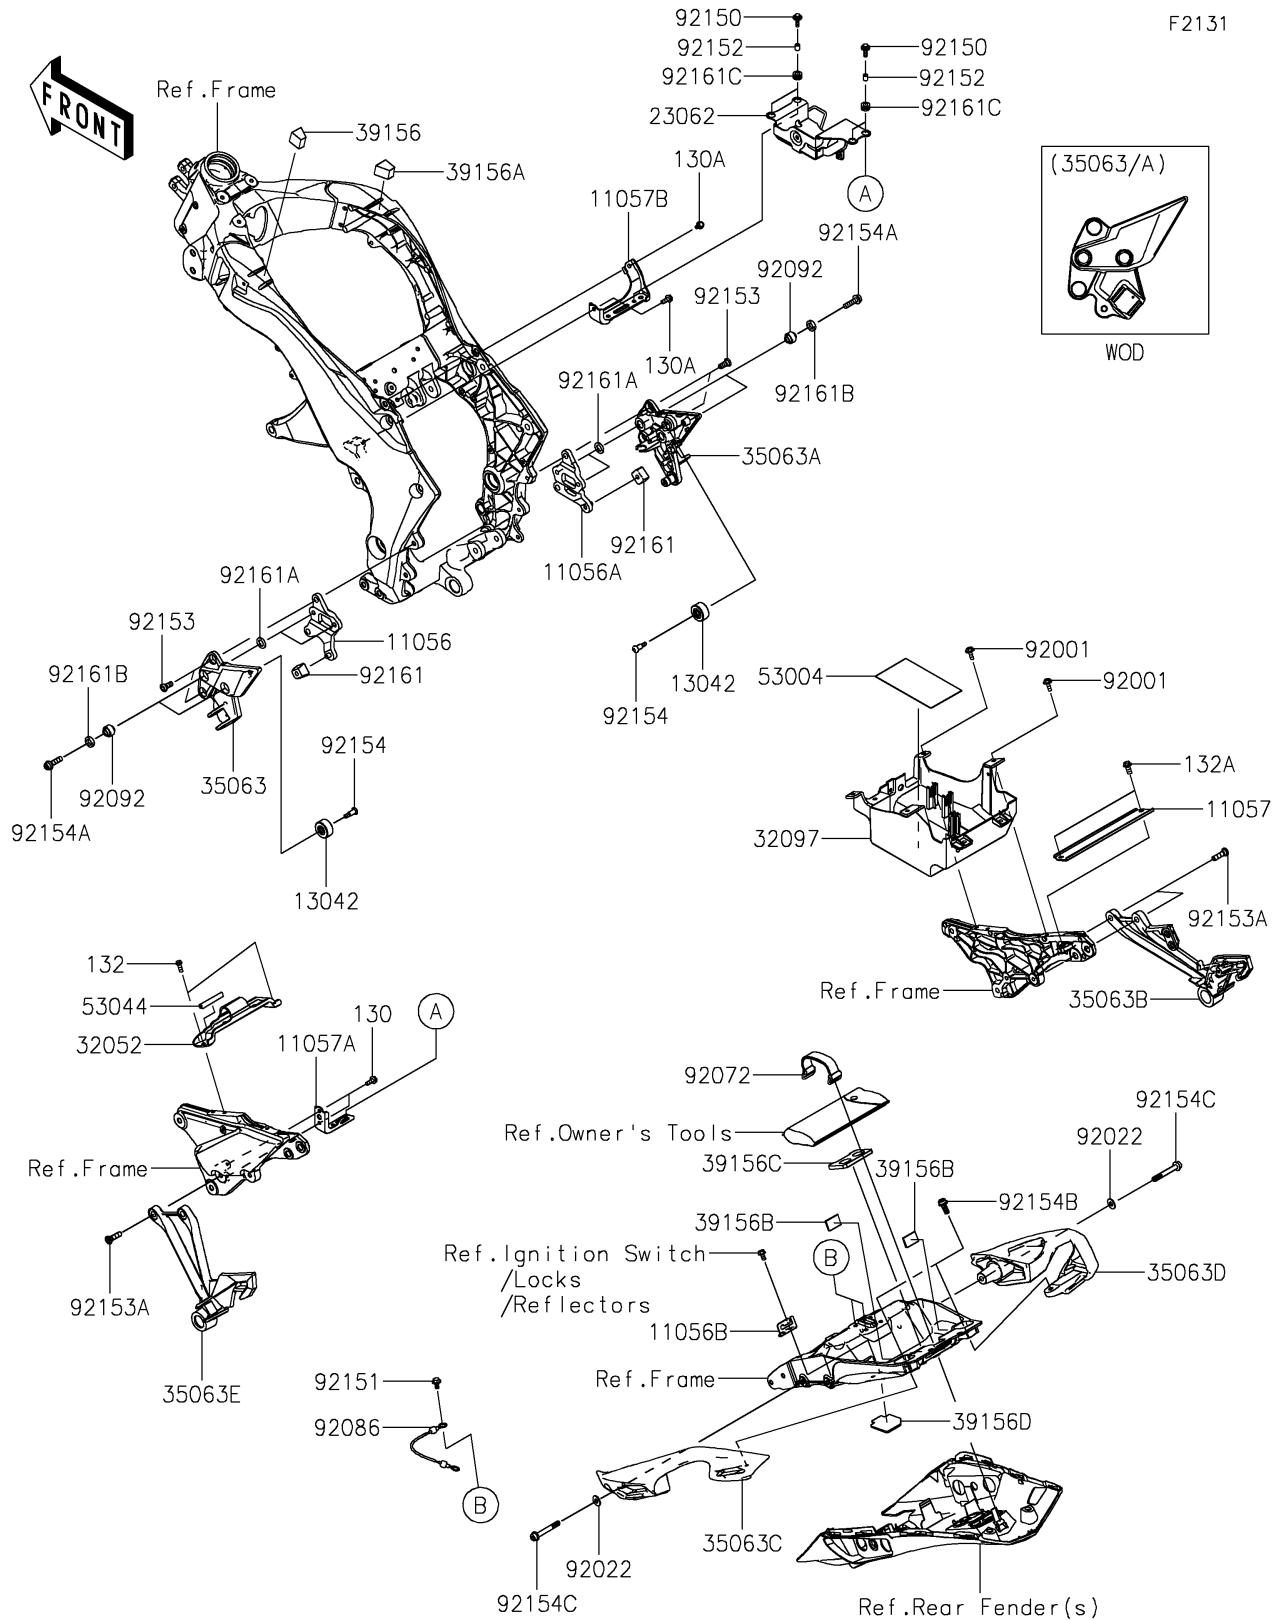 F2131
92150
92152
92161C
23062
92150
92152
92161C
A
FRONT
Ref.Frame
39156
39156A
130A
11057B
92154A
92092
92153
130A
92161A
92161B
35063A
92161
11056A
(35063/A)
WOD
92161A
92153
11056
92161B
92161
35063
92092
92154A
92154
13042
13042
92154
53004
92001
92001
132A
11057
32097
92153A
Ref.Frame
35063B
132
53044
32052
11057A
130
A
Ref.Frame
92153A
35063E
92072
Ref.Owner's Tools
39156C
39156B
92154C
92022
39156B
92154B
Ref.Ignition Switch
/Locks
/Reflectors
B
35063D
11056B
Ref.Frame
92151
92086
B
39156D
35063C
92022
92154C
Ref.Rear Fender(s)